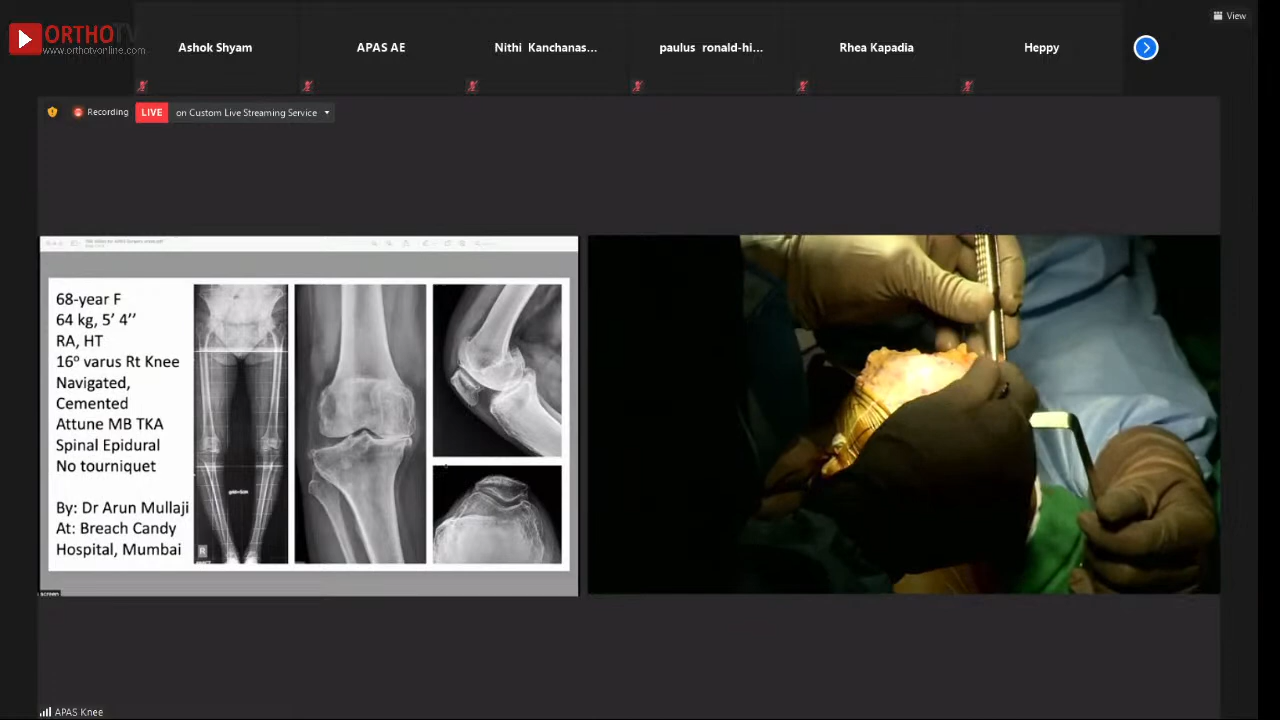 ORTHOTV
www.orthotvonline.com
View
Ashok Shyam
APAS AE
Nithi Kanchanas...
paulus ronald-hi...
Rhea Kapadia
Heppy
Recording
LIVE
on Custom Live Streaming Service
68-year F
64 kg, 5’ 4’’
RA, HT
16º varus Rt Knee
Navigated,
Cemented
Attune MB TKA
Spinal Epidural
No tourniquet
By: Dr Arun Mullaji
At: Breach Candy
Hospital, Mumbai
R
APAS Knee